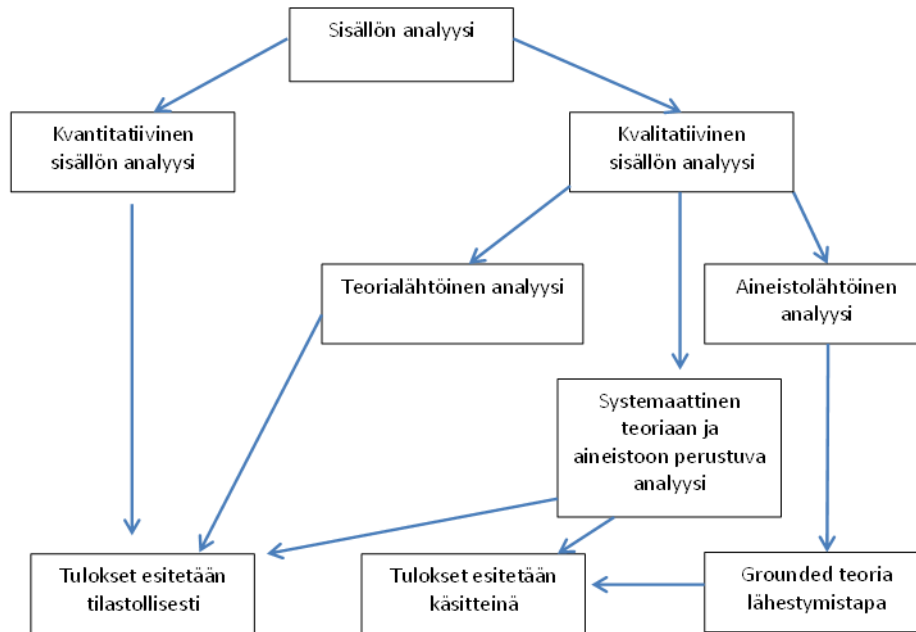 Sisällön analyysi
Kvantitatiivinen
sisällön analyysi
Kvalitatiivinen
sisällön analyysi
Teorialähtöinen analyysi
Aineistolähtöinen
analyysi
Systemaattinen
teoriaan ja
aineistoon perustuva
analyysi
Tulokset esitetään
tilastollisesti
Tulokset esitetään
käsitteinä
Grounded teoria
lähestymistapa